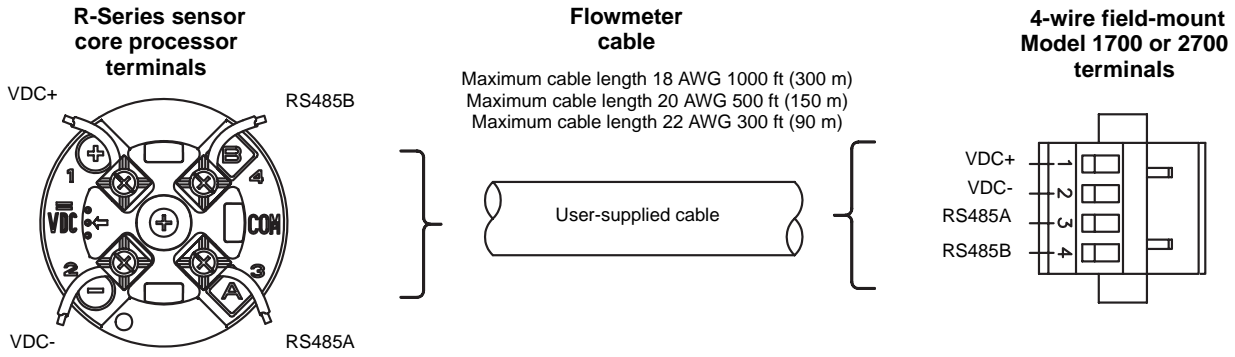 R-Series sensor
core processor
terminals
VDC+
RS485B
+
B
1
4
VDC
+
COM
2
3
-
A
VDC-
RS485A
Flowmeter
cable
Maximum cable length 18 AWG 1000 ft (300 m)
Maximum cable length 20 AWG 500 ft (150 m)
Maximum cable length 22 AWG 300 ft (90 m)
User-supplied cable
4-wire field-mount
Model 1700 or 2700
terminals
VDC+ 1
VDC- 2
RS485A 3
RS485B 4